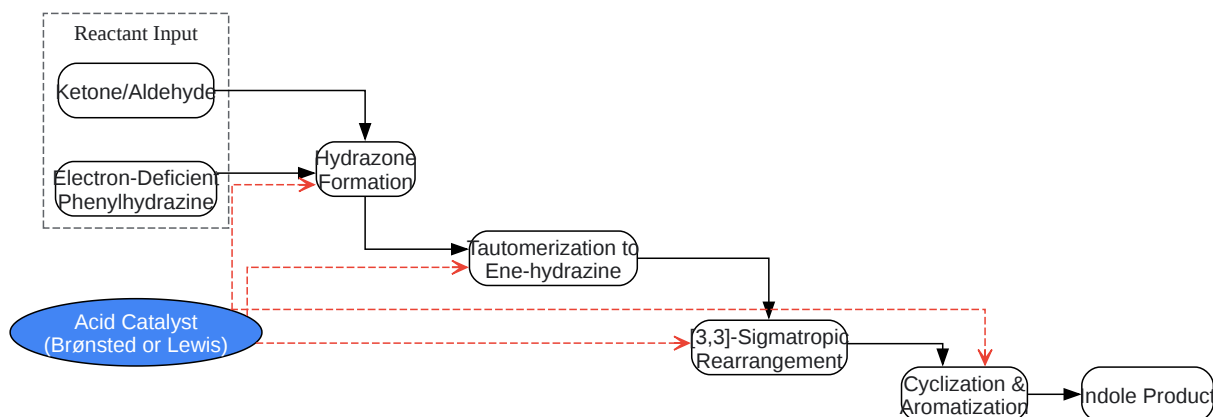 Reactant Input
Ketone/Aldehyde
Electron-Deficient
Phenylhydrazine
Hydrazone
Formation
Tautomerization to
Ene-hydrazine
Acid Catalyst
(Brønsted or Lewis)
[3,3]-Sigmatropic
Rearrangement
Cyclization &
Aromatization
Indole Product